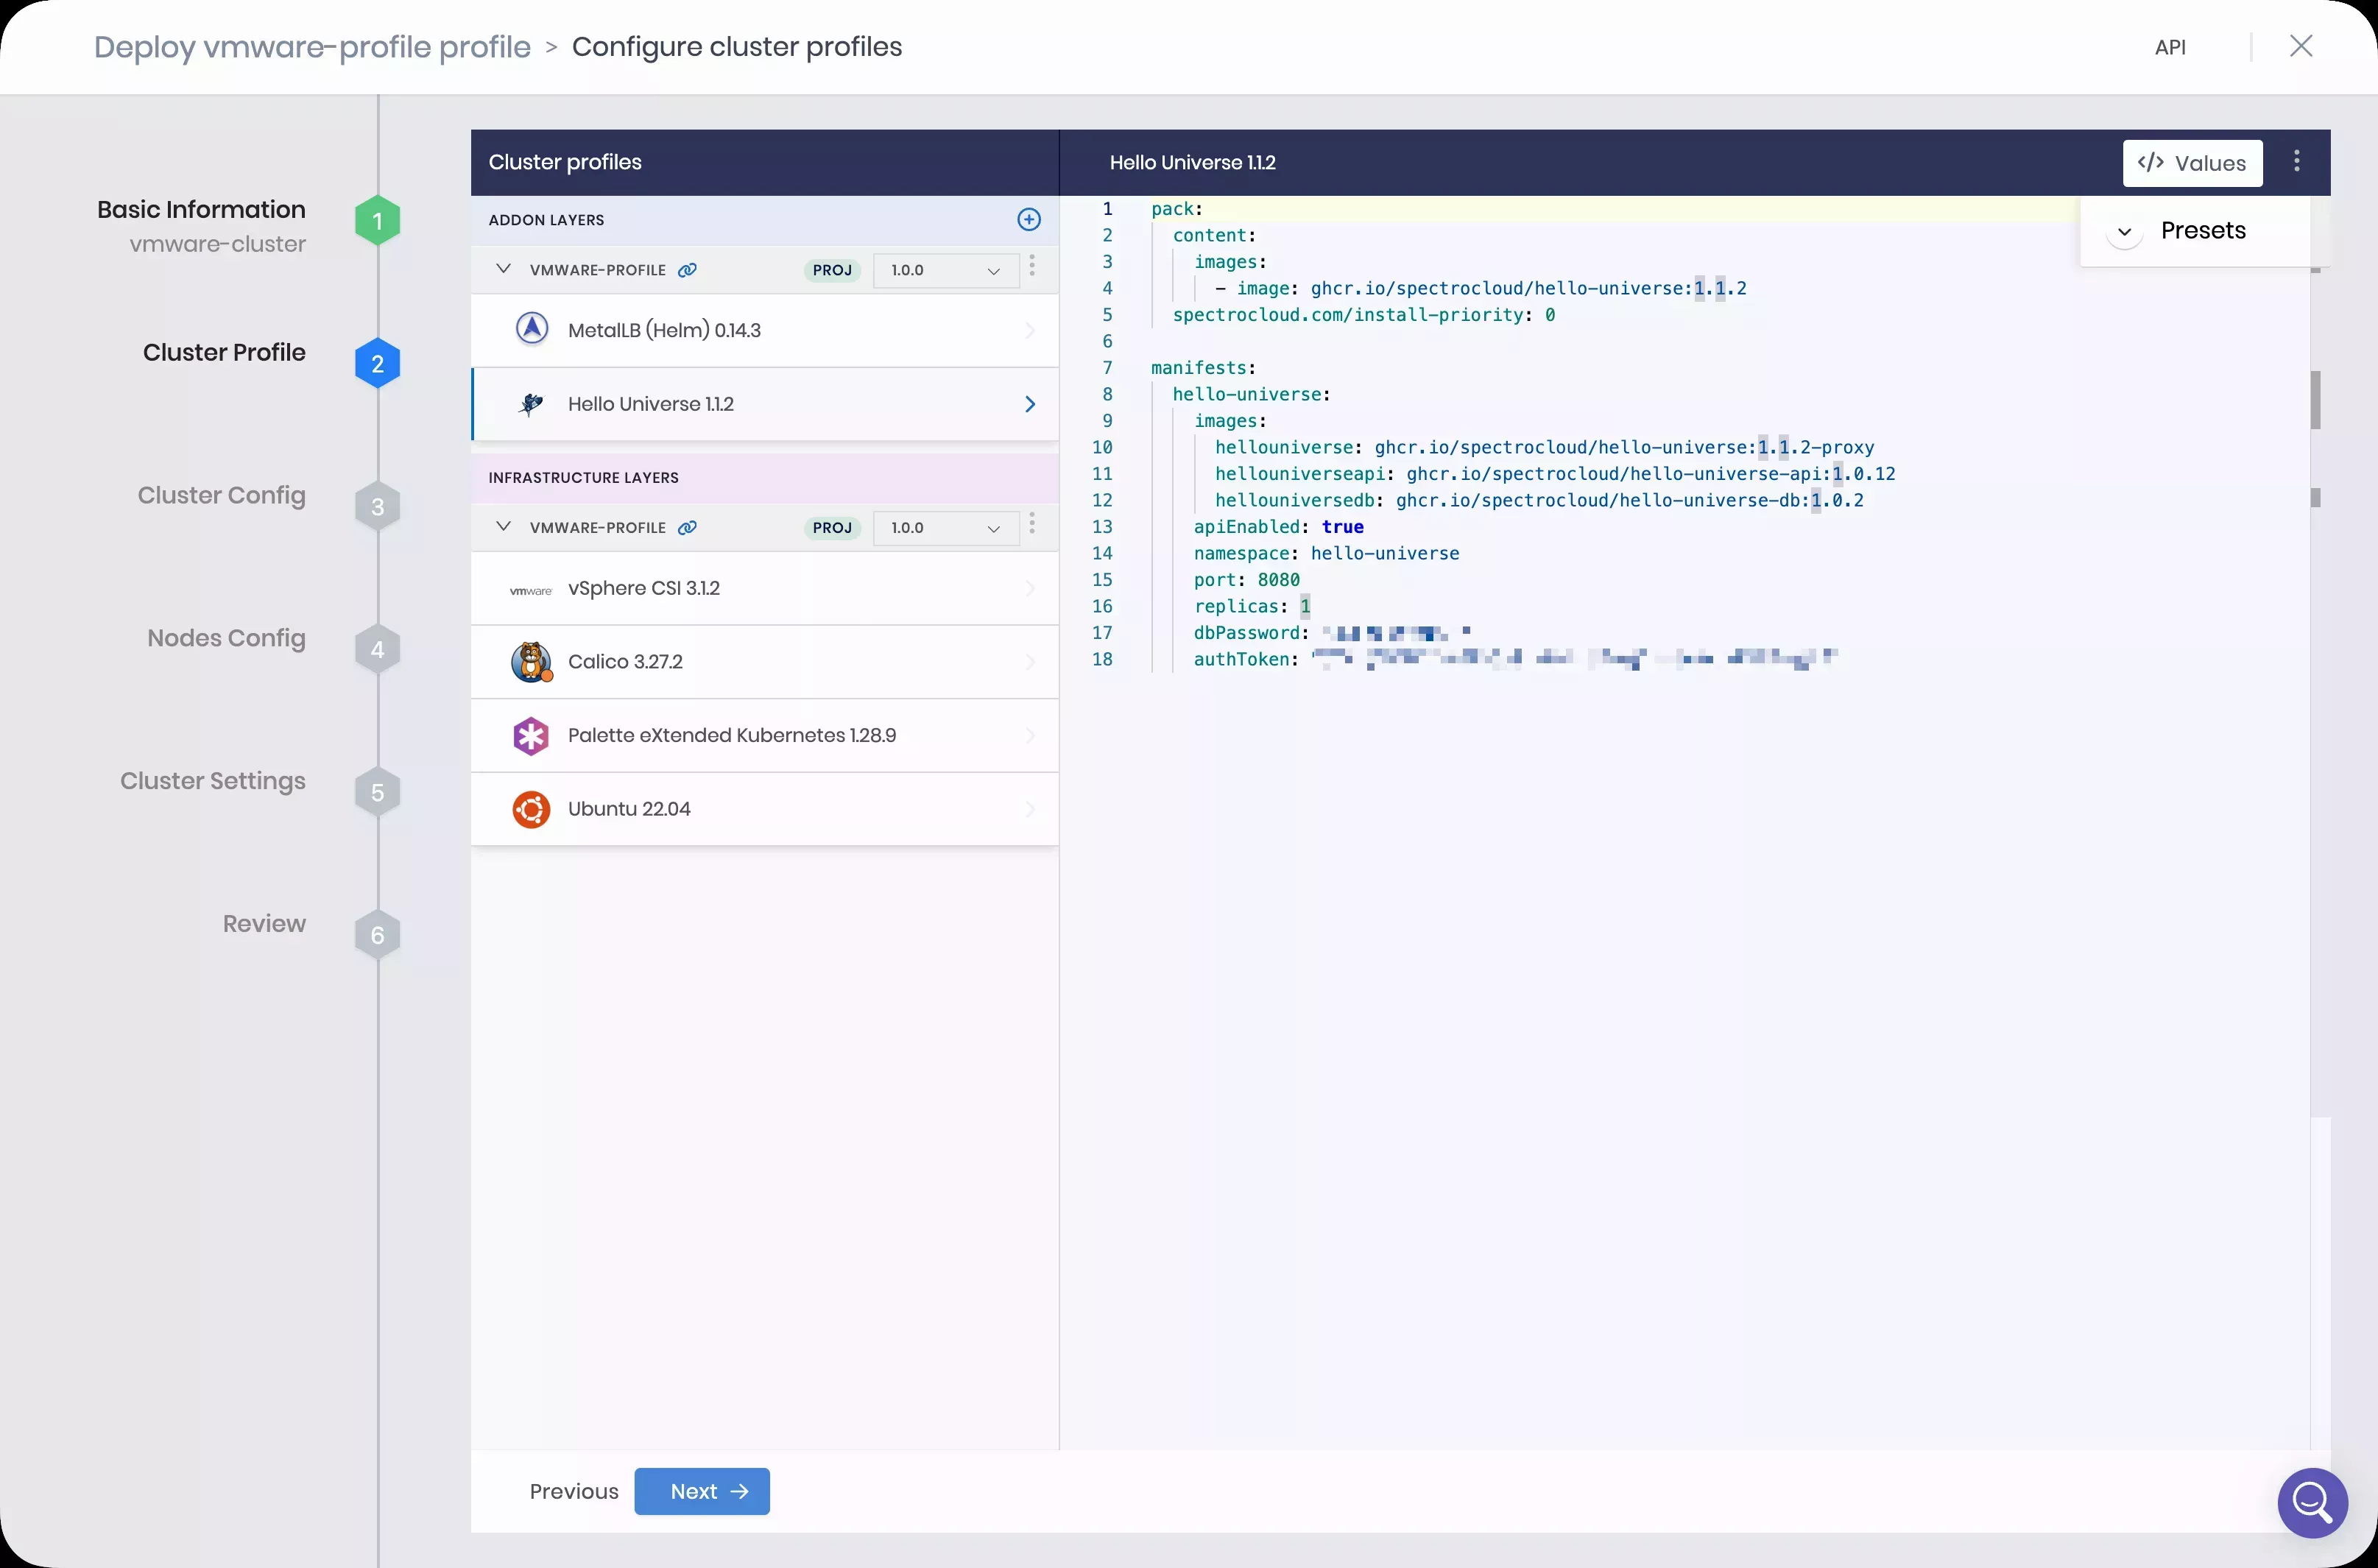 Deploy vmware-profile profile > Configure cluster profiles
API
Basic Information
vmware-cluster
1
Cluster Profile
2
Cluster Config
3
Nodes Config
4
Cluster Settings
5
Review
6
Cluster profiles
ADDON LAYERS
VMWARE-PROFILE PROJ 1.0.0
MetalLB (Helm) 0.14.3
Hello Universe 1.1.2
INFRASTRUCTURE LAYERS
VMWARE-PROFILE PROJ 1.0.0
vmware vSphere CSI 3.1.2
Calico 3.27.2
Palette eXtended Kubernetes 1.28.9
Ubuntu 22.04
Hello Universe 1.1.2
</> Values
Presets
1 pack:
2 content:
3 images:
4 - image: ghcr.io/spectrocloud/hello-universe:1.1.2
5 spectrocloud.com/install-priority: 0
6
7 manifests:
8 hello-universe:
9 images:
10 hellouniverse: ghcr.io/spectrocloud/hello-universe:1.1.2-proxy
11 hellouniverseapi: ghcr.io/spectrocloud/hello-universe-api:1.0.12
12 hellouniversedb: ghcr.io/spectrocloud/hello-universe-db:1.0.2
13 apiEnabled: true
14 namespace: hello-universe
15 port: 8080
16 replicas: 1
17 dbPassword:
18 authToken:
Previous
Next →